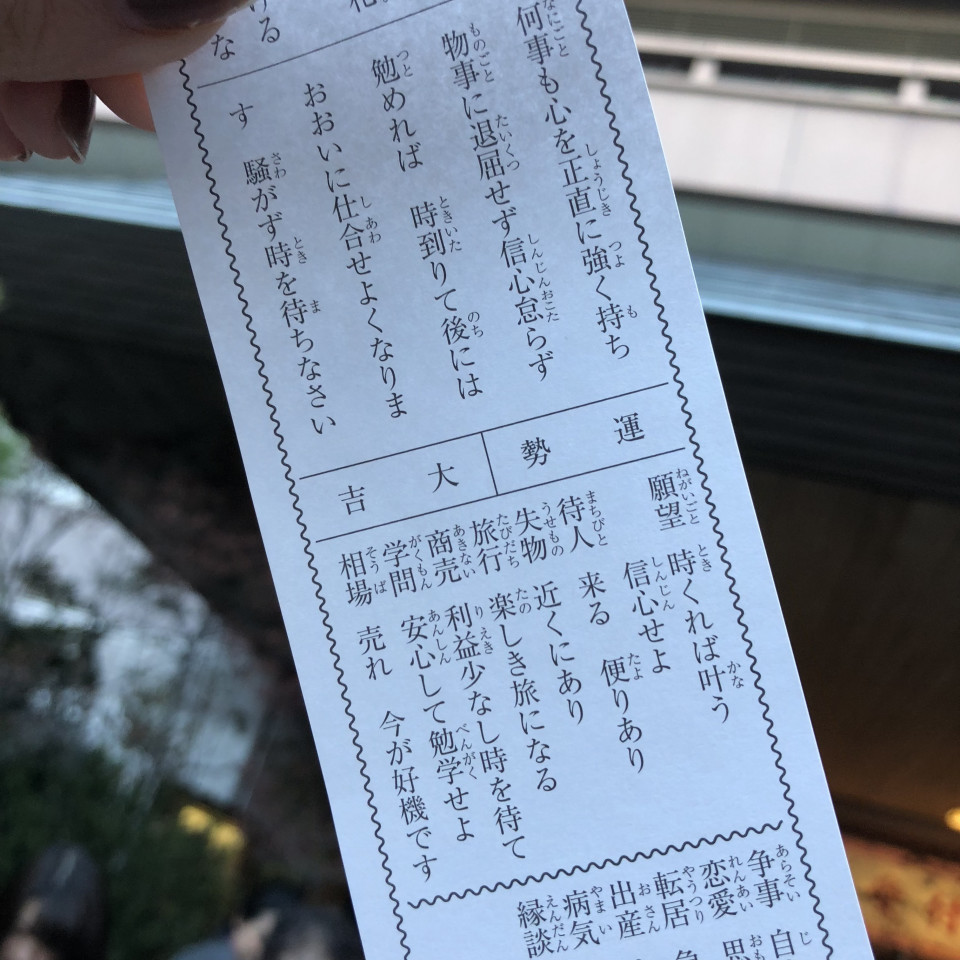 何事も心を正直に強く持ち
物事に退屈せず信心怠らず
勉めれば 時到りて後には
おおいに仕合せよくなりま
す 騒がず時を待ちなさい
運勢 大吉
願望 時くれば叶う
信心せよ
待人 来る 便りあり
失物 近くにあり
旅行 楽しき旅になる
商売 利益少なし時を待て
学問 安心して勉学せよ
相場 売れ 今が好機です
争事 自
恋愛 思
転居
出産
病気
縁談